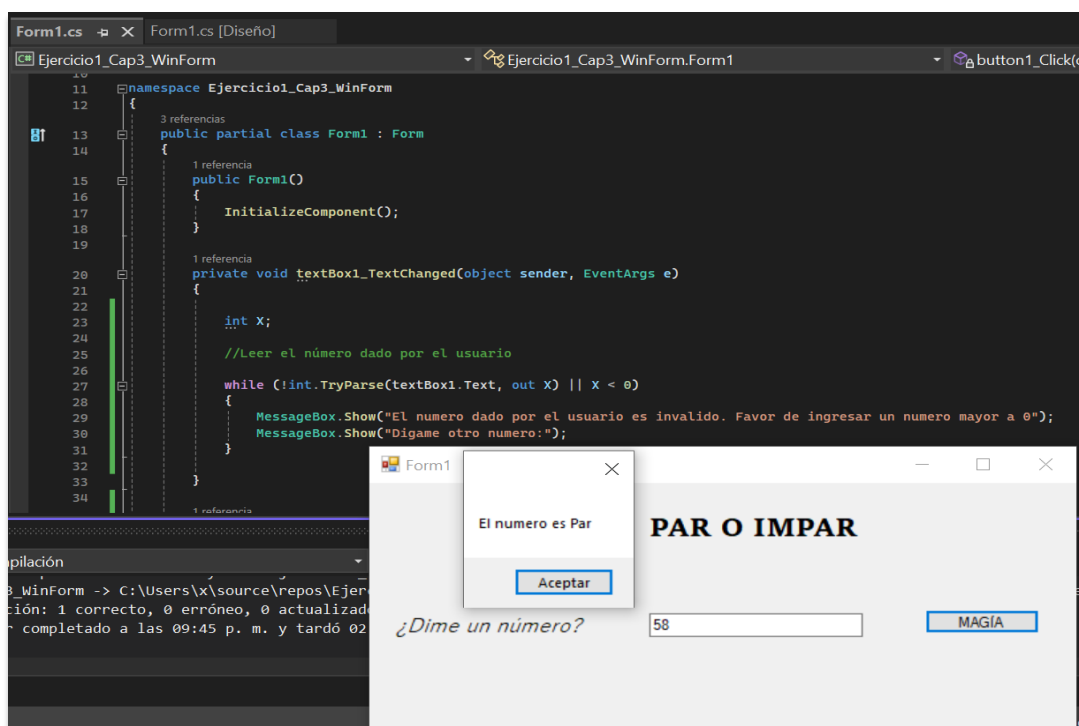 Form1.cs Form1.cs [Diseño]
C# Ejercicio1_Cap3_WinForm Ejercicio1_Cap3_WinForm.Form1 button1_Click(
10
11 namespace Ejercicio1_Cap3_WinForm
12 {
3 referencias
13 public partial class Form1 : Form
14 {
1 referencia
15 public Form1()
16 {
17 InitializeComponent();
18 }
19
1 referencia
20 private void textBox1_TextChanged(object sender, EventArgs e)
21 {
22
23 int X;
24
25 //Leer el número dado por el usuario
26
27 while (!int.TryParse(textBox1.Text, out X) || X < 0)
28 {
29 MessageBox.Show("El numero dado por el usuario es invalido. Favor de ingresar un numero mayor a 0");
30 MessageBox.Show("Digame otro numero:");
31 }
32
33 }
34
1 referencia
Form1
El numero es Par
Aceptar
PAR O IMPAR
¿Dime un número?
58
MAGÍA
pilación
3_WinForm -> C:\Users\x\source\repos\Ejer
ción: 1 correcto, 0 erróneo, 0 actualizad
completado a las 09:45 p. m. y tardó 02